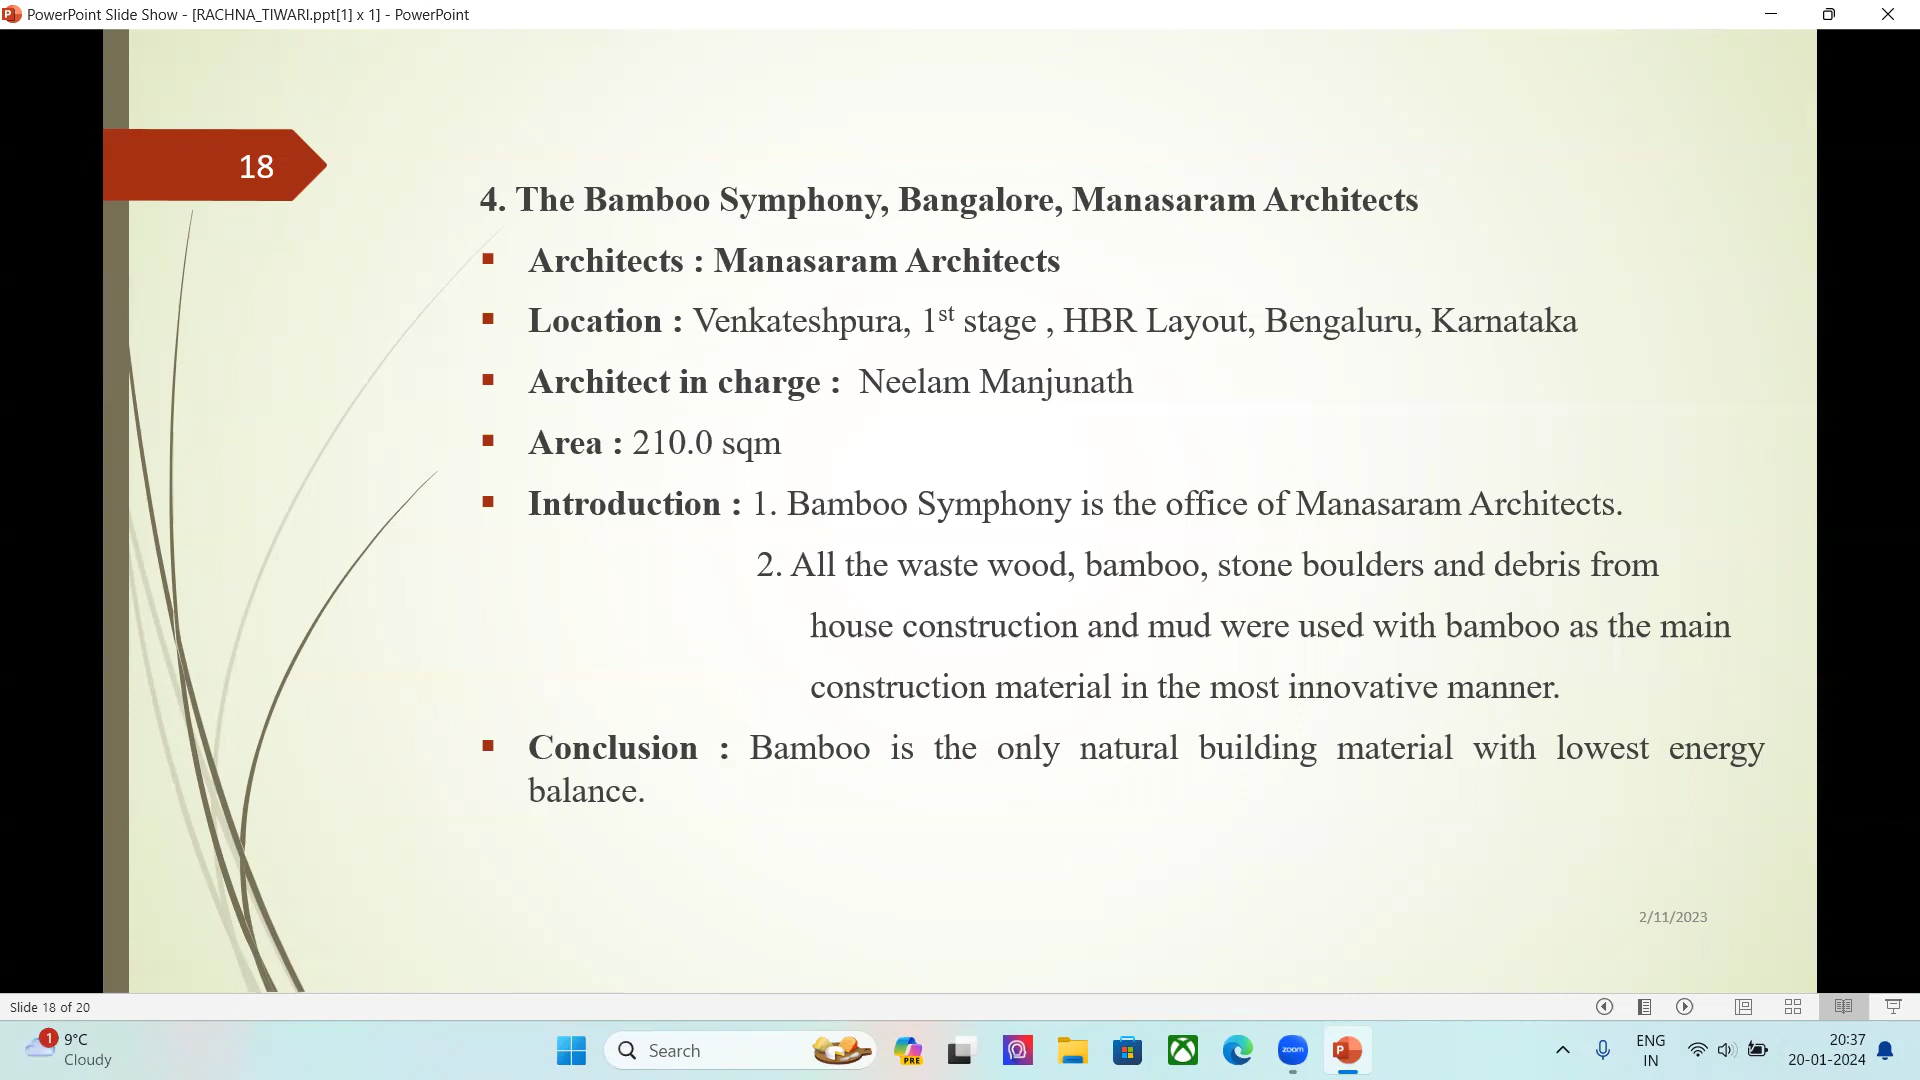 PowerPoint Slide Show - [RACHNA_TIWARI.ppt[1] x 1] - PowerPoint
18
4. The Bamboo Symphony, Bangalore, Manasaram Architects
Architects : Manasaram Architects
Location : Venkateshpura, 1st stage , HBR Layout, Bengaluru, Karnataka
Architect in charge : Neelam Manjunath
Area : 210.0 sqm
Introduction : 1. Bamboo Symphony is the office of Manasaram Architects.
2. All the waste wood, bamboo, stone boulders and debris from
house construction and mud were used with bamboo as the main
construction material in the most innovative manner.
Conclusion : Bamboo is the only natural building material with lowest energy
balance.
2/11/2023
Slide 18 of 20
1
9°C
Cloudy
Search
PRE
zoom
ENG
IN
20:37
20-01-2024